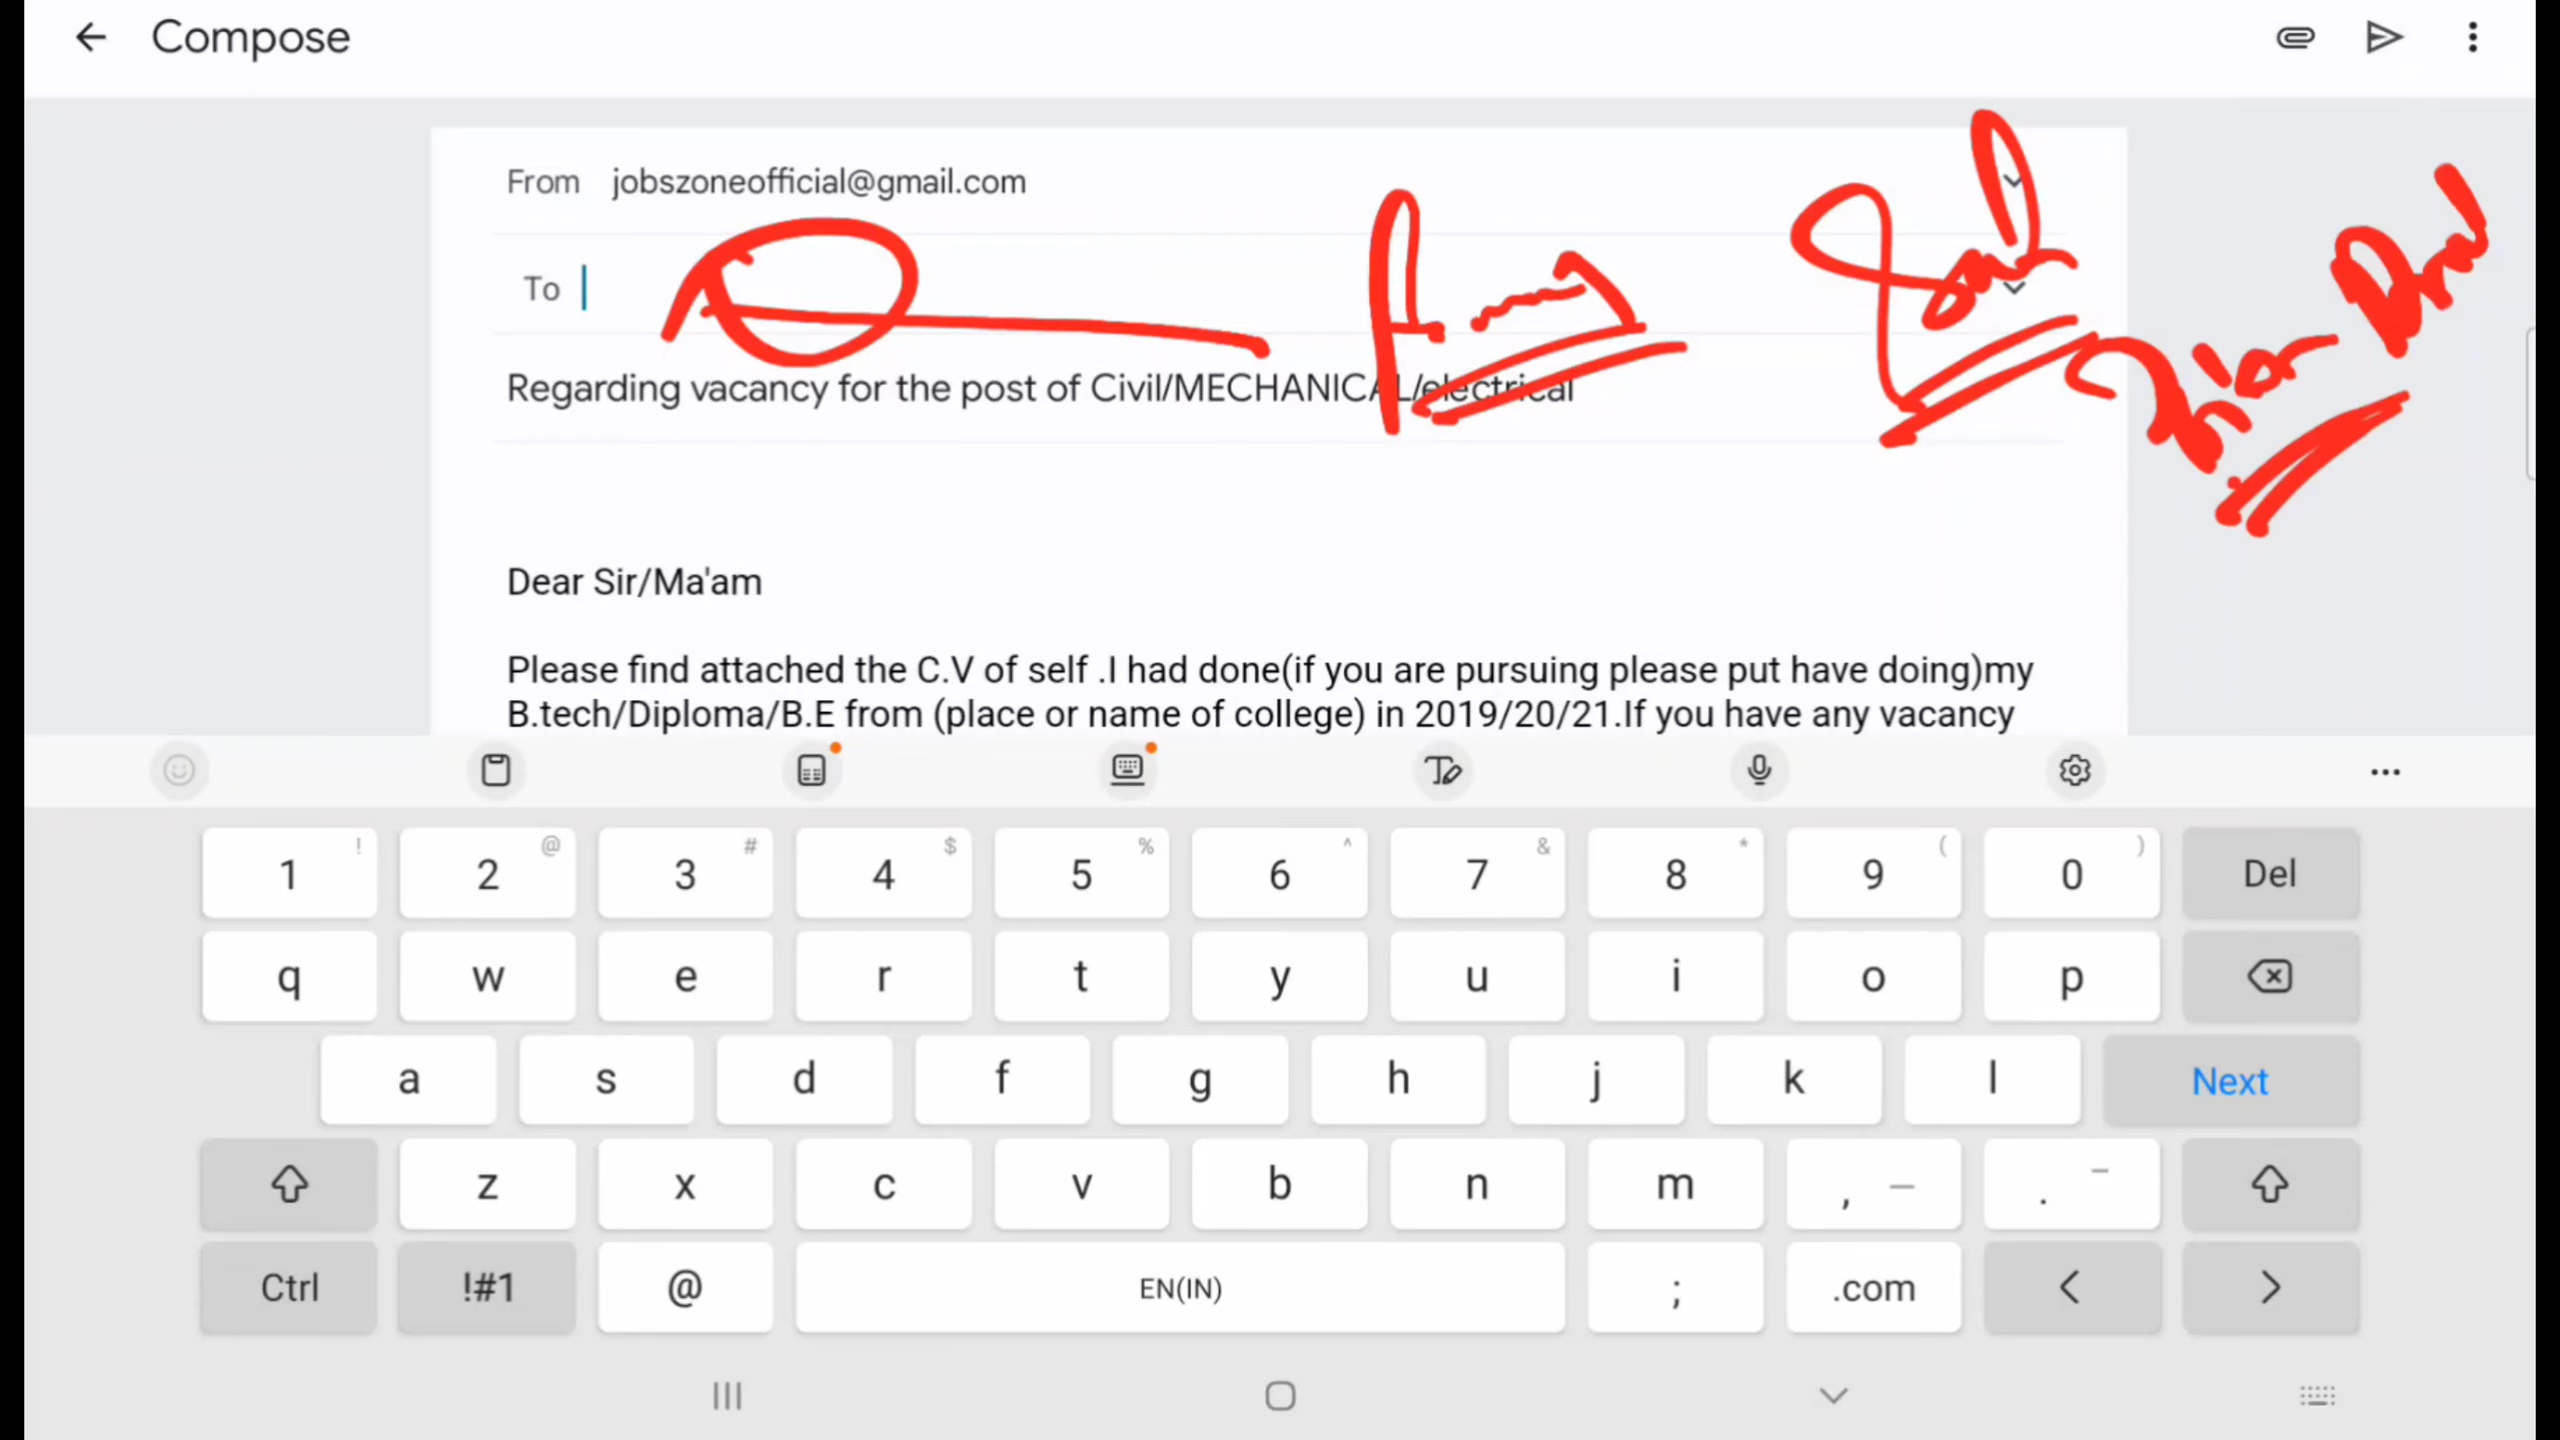 Compose
From jobszoneofficial@gmail.com
To
Regarding vacancy for the post of Civil/MECHANICAL/electrical
Dear Sir/Ma'am
Please find attached the C.V of self .I had done(if you are pursuing please put have doing)my
B.tech/Diploma/B.E from (place or name of college) in 2019/20/21.If you have any vacancy
! @ # $ % ^ & * ( )
1 2 3 4 5 6 7 8 9 0 Del
q w e r t y u i o p
a s d f g h j k l Next
z x c v b n m , — . –
Ctrl !#1 @ EN(IN) ; .com < >